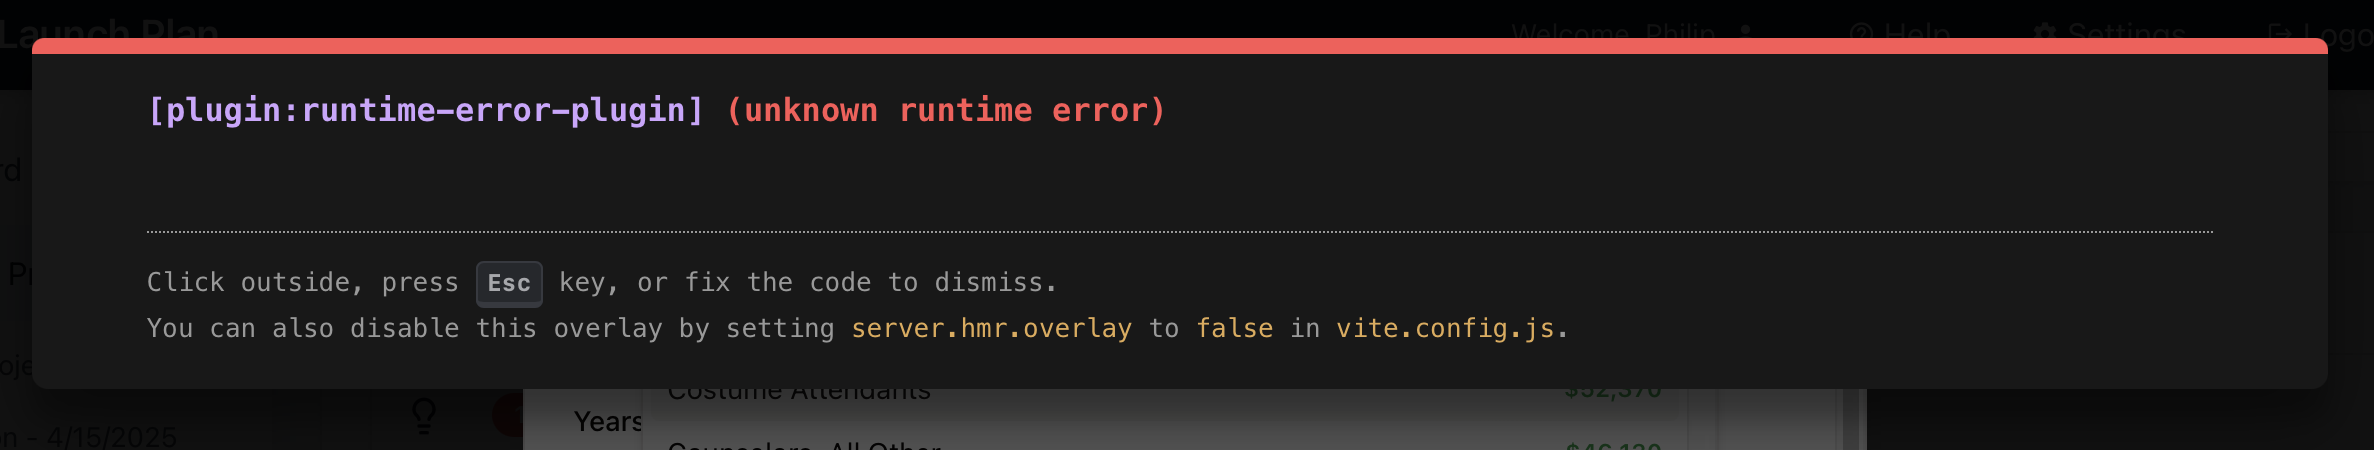 Launch Plan
Welcome, Philip
Help
Settings
Logo
[plugin:runtime-error-plugin] (unknown runtime error)
rd
Pr
Click outside, press Esc key, or fix the code to dismiss.
You can also disable this overlay by setting server.hmr.overlay to false in vite.config.js.
oje
Costume Attendants $52,370
Years
n - 4/15/2025
Counselors, All Other $46,130